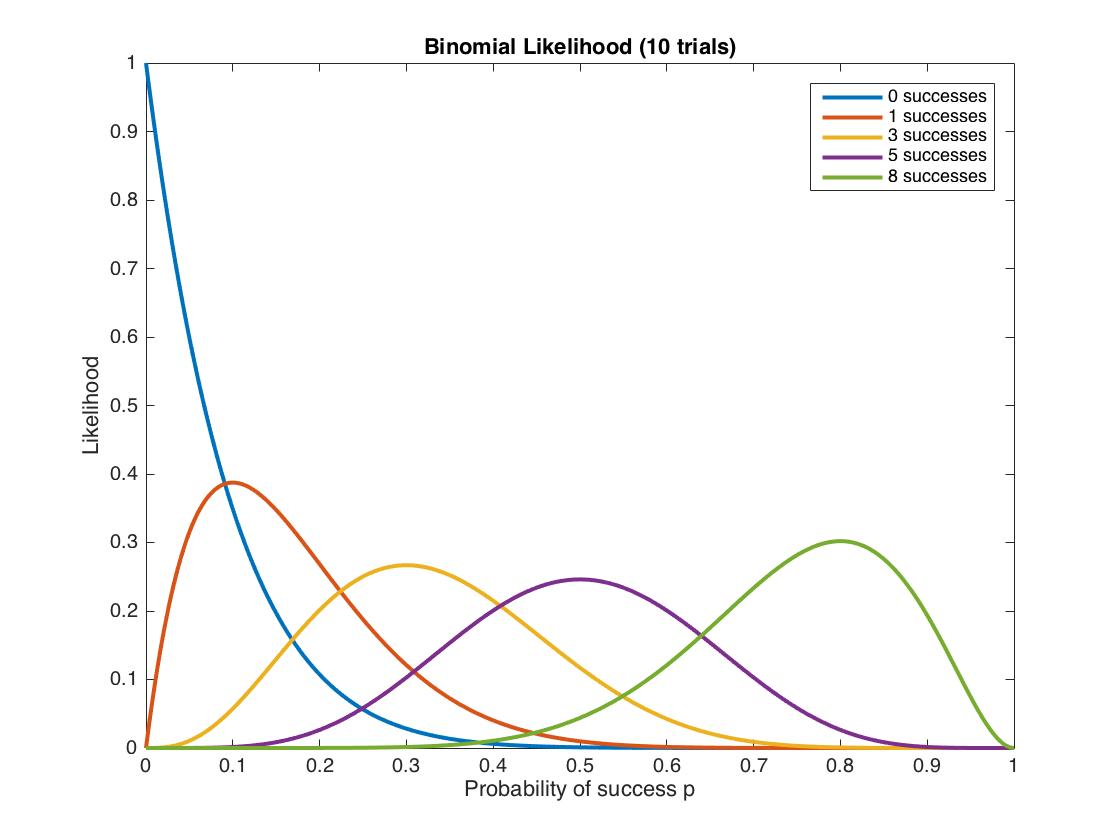 Binomial Likelihood (10 trials)
1
0.9
0.8
0.7
0.6
0.5
0.4
0.3
0.2
0.1
0
Likelihood
0 successes
1 successes
3 successes
5 successes
8 successes
0 0.1 0.2 0.3 0.4 0.5 0.6 0.7 0.8 0.9 1
Probability of success p